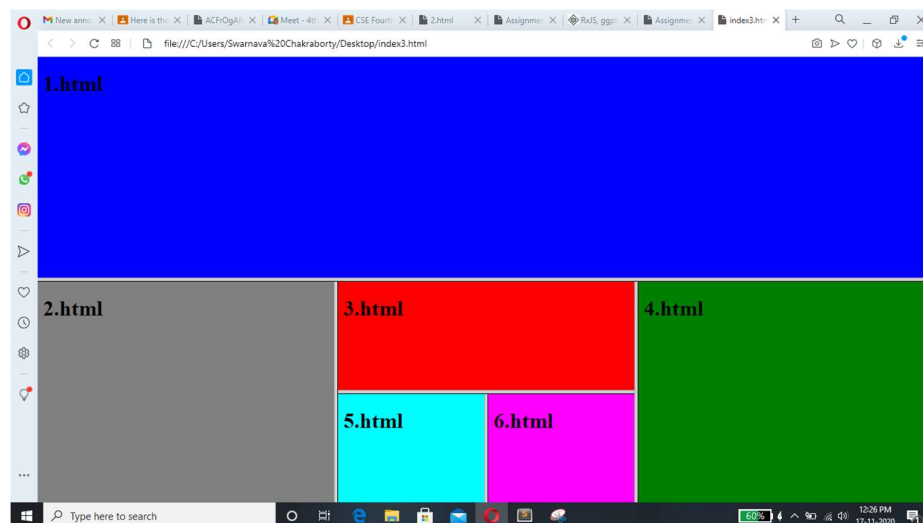 New anno
Here is the
ACFrOgAI
Meet - 4th
CSE Fourth
2.html
Assignmen
RxJS, ggpl
Assignmen
index3.htm
file:///C:/Users/Swarnava%20Chakraborty/Desktop/index3.html
1.html
2.html
3.html
4.html
5.html
6.html
Type here to search
60%
12:26 PM
17-11-2020